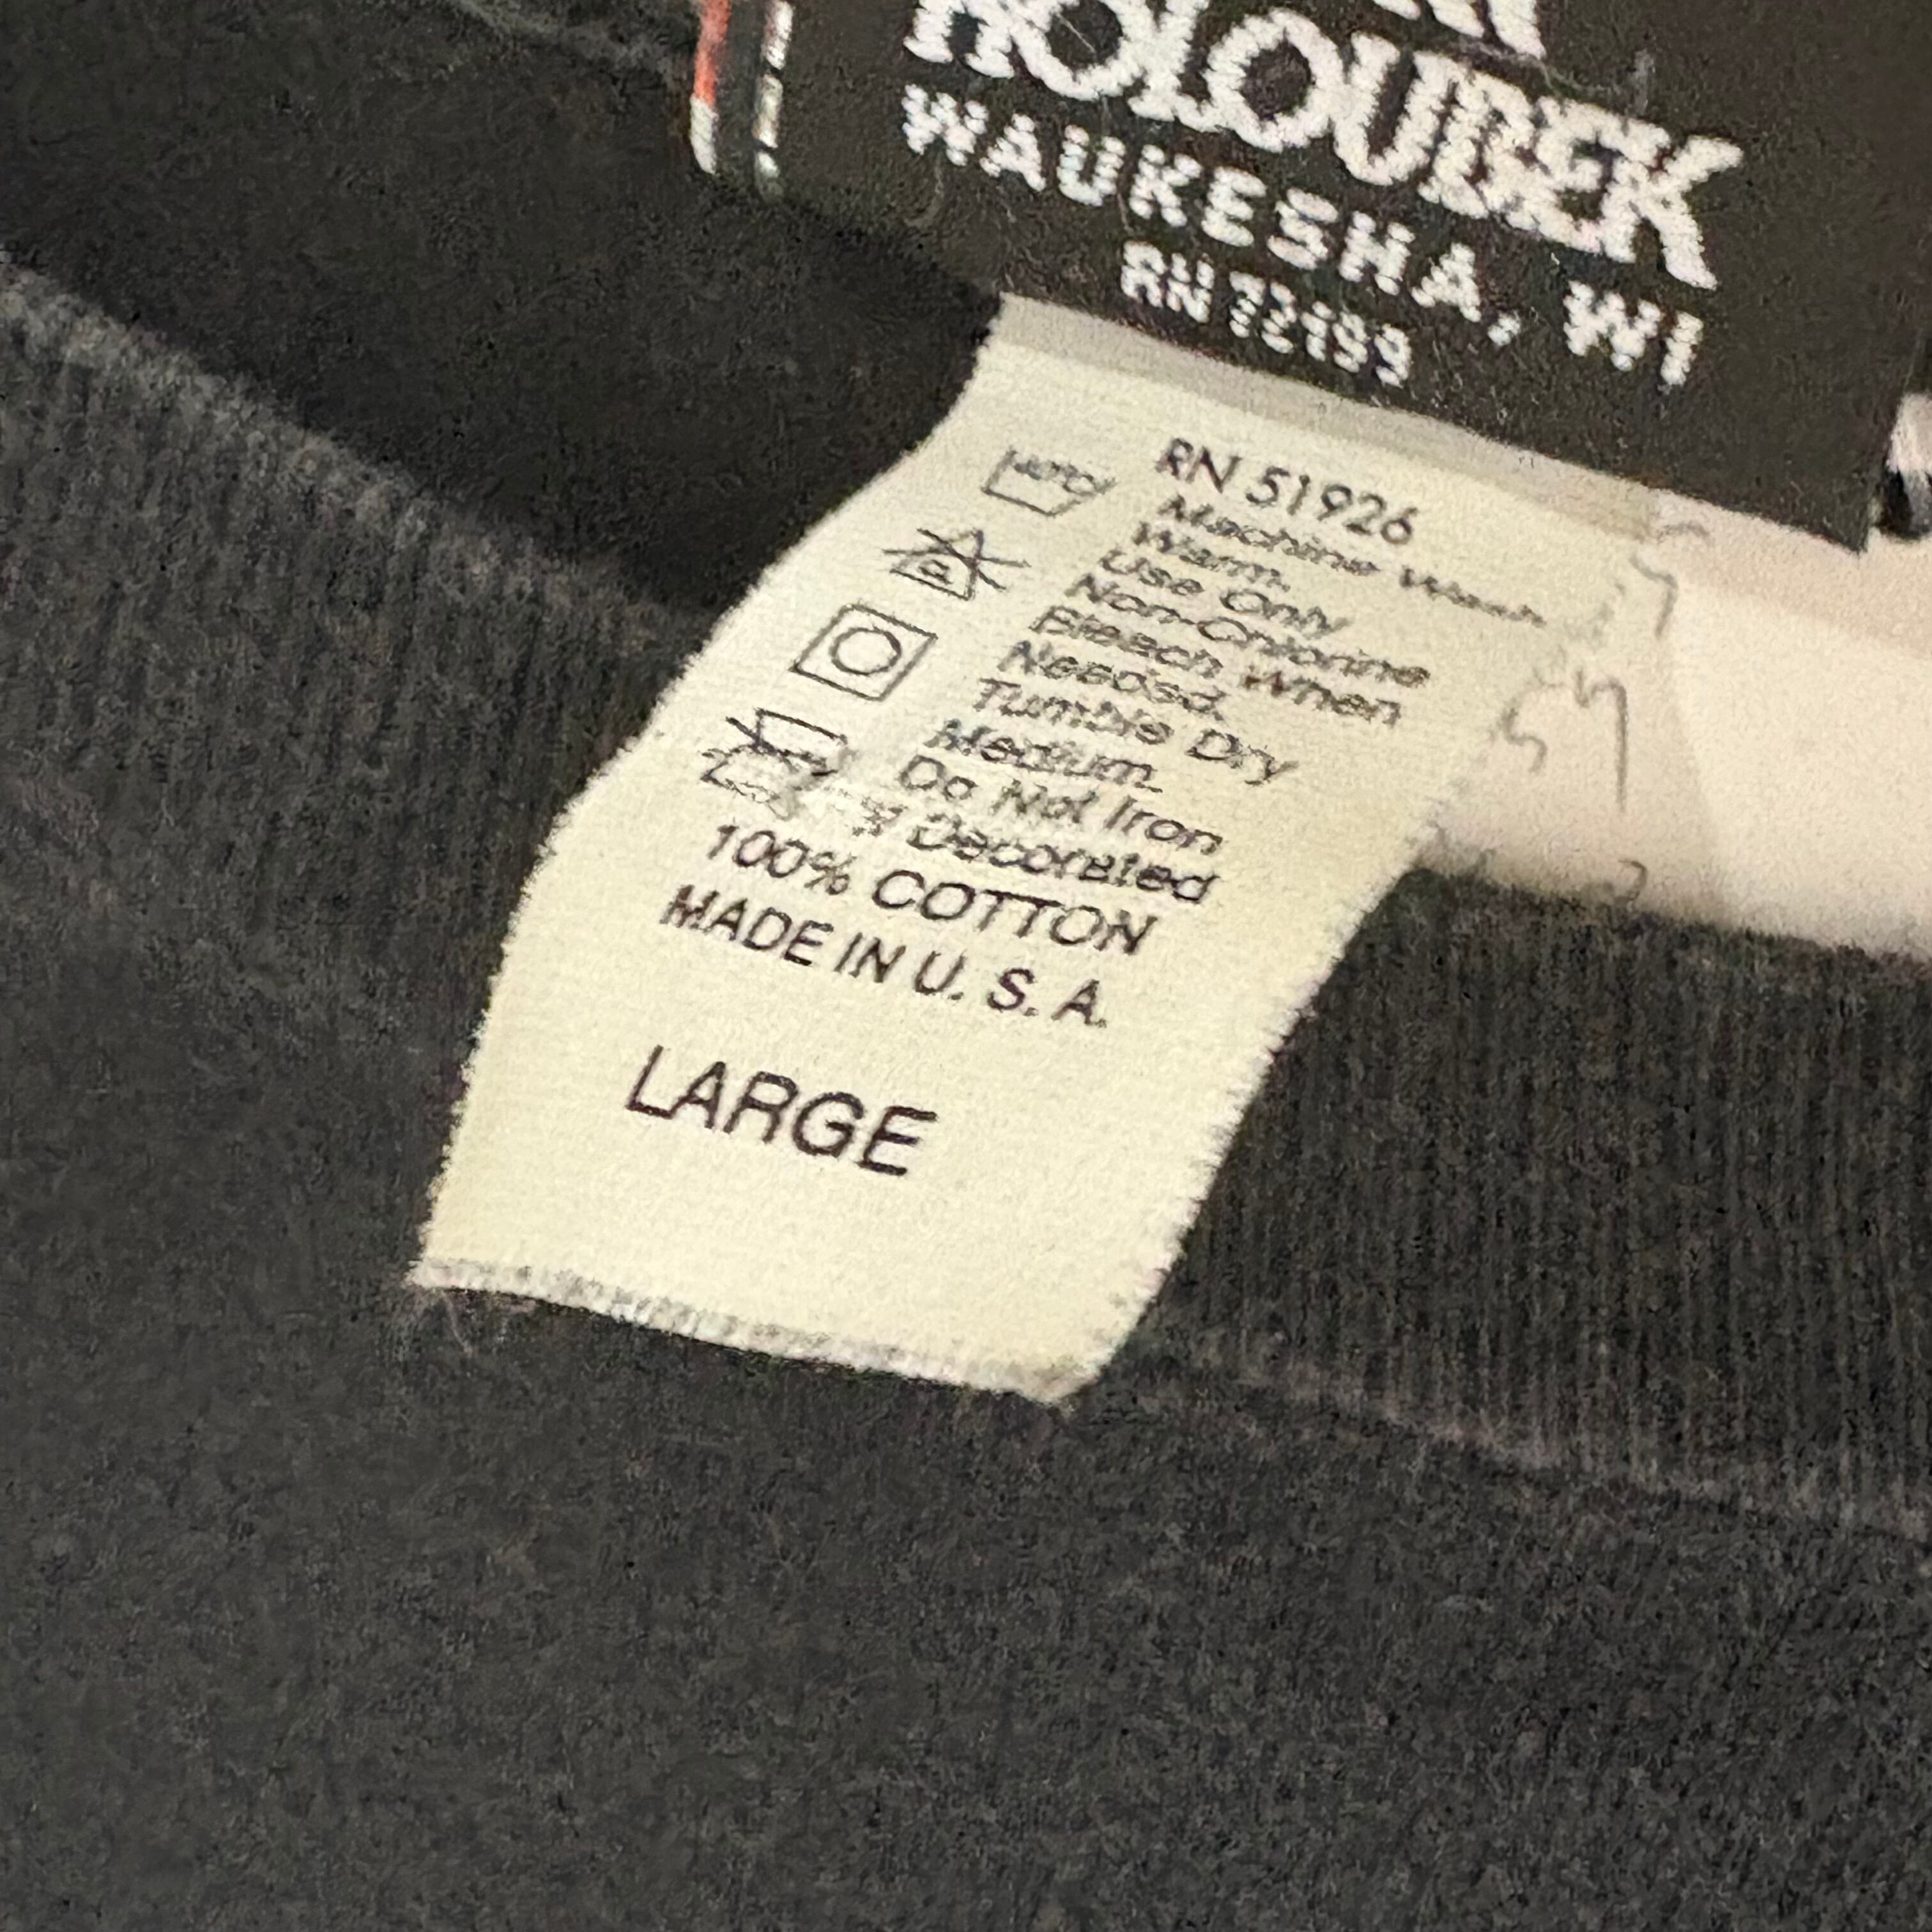 HOLOUBEK
WAUKESHA, WI
RN 72199
RN 51926
40°C
Machine Wash
Warm.
Use Only
Non-Chlorine
Bleach When
Needed.
Tumble Dry
Medium.
Do Not Iron
Decorated
100% COTTON
MADE IN U. S. A.
LARGE